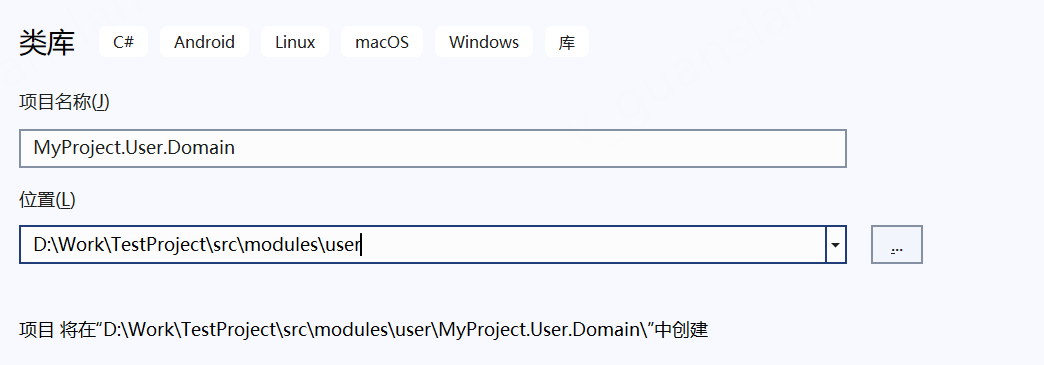 类库 C# Android Linux macOS Windows 库
项目名称(J)
MyProject.User.Domain
位置(L)
D:\Work\TestProject\src\modules\user
...
项目 将在“D:\Work\TestProject\src\modules\user\MyProject.User.Domain\”中创建